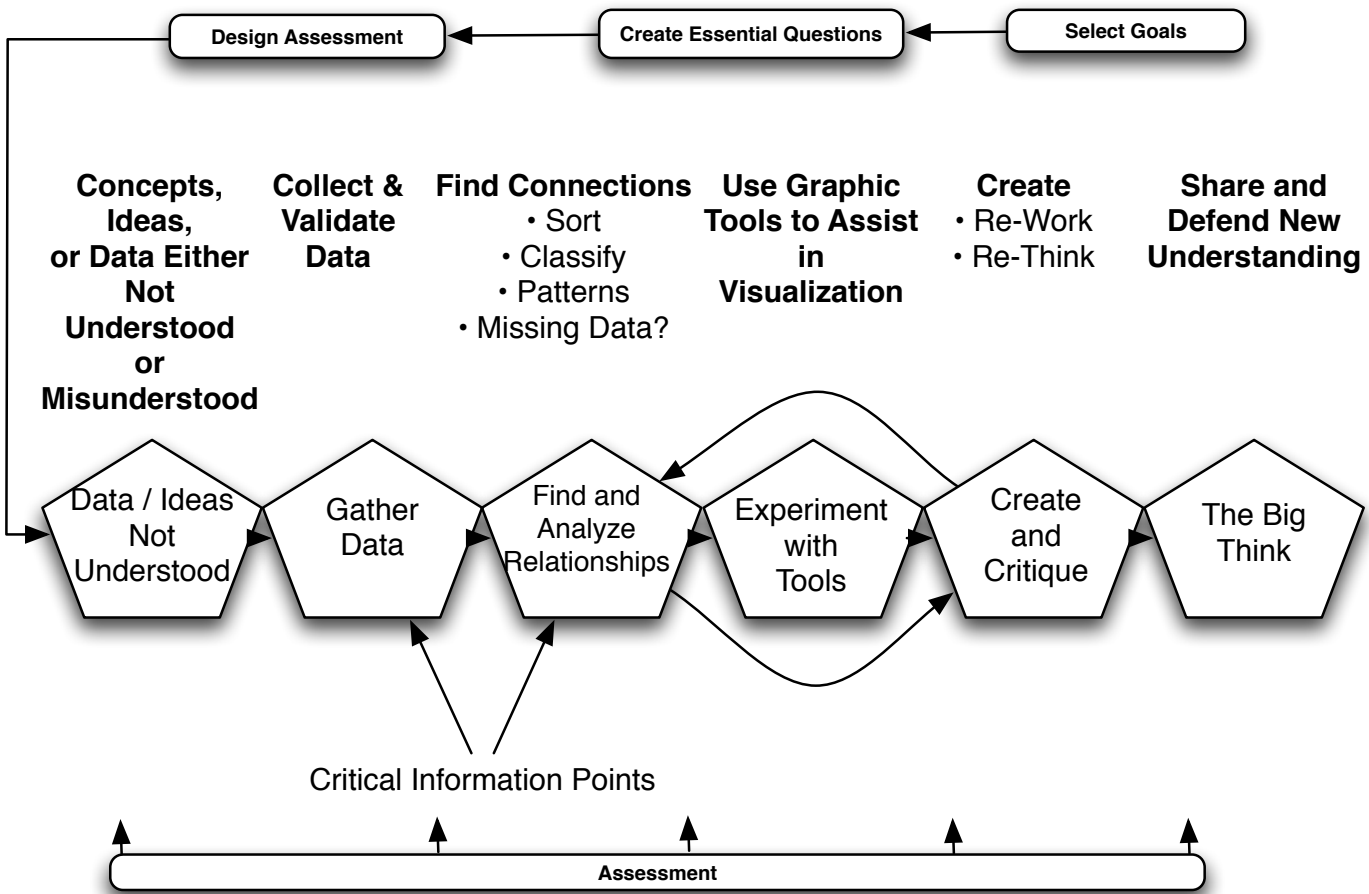 Design Assessment
Create Essential Questions
Select Goals
Concepts,
Ideas,
or Data Either
Not
Understood
or
Misunderstood
Collect &
Validate
Data
Find Connections
• Sort
• Classify
• Patterns
• Missing Data?
Use Graphic
Tools to Assist
in
Visualization
Create
• Re-Work
• Re-Think
Share and
Defend New
Understanding
Data / Ideas
Not
Understood
Gather
Data
Find and
Analyze
Relationships
Experiment
with
Tools
Create
and
Critique
The Big
Think
Critical Information Points
Assessment